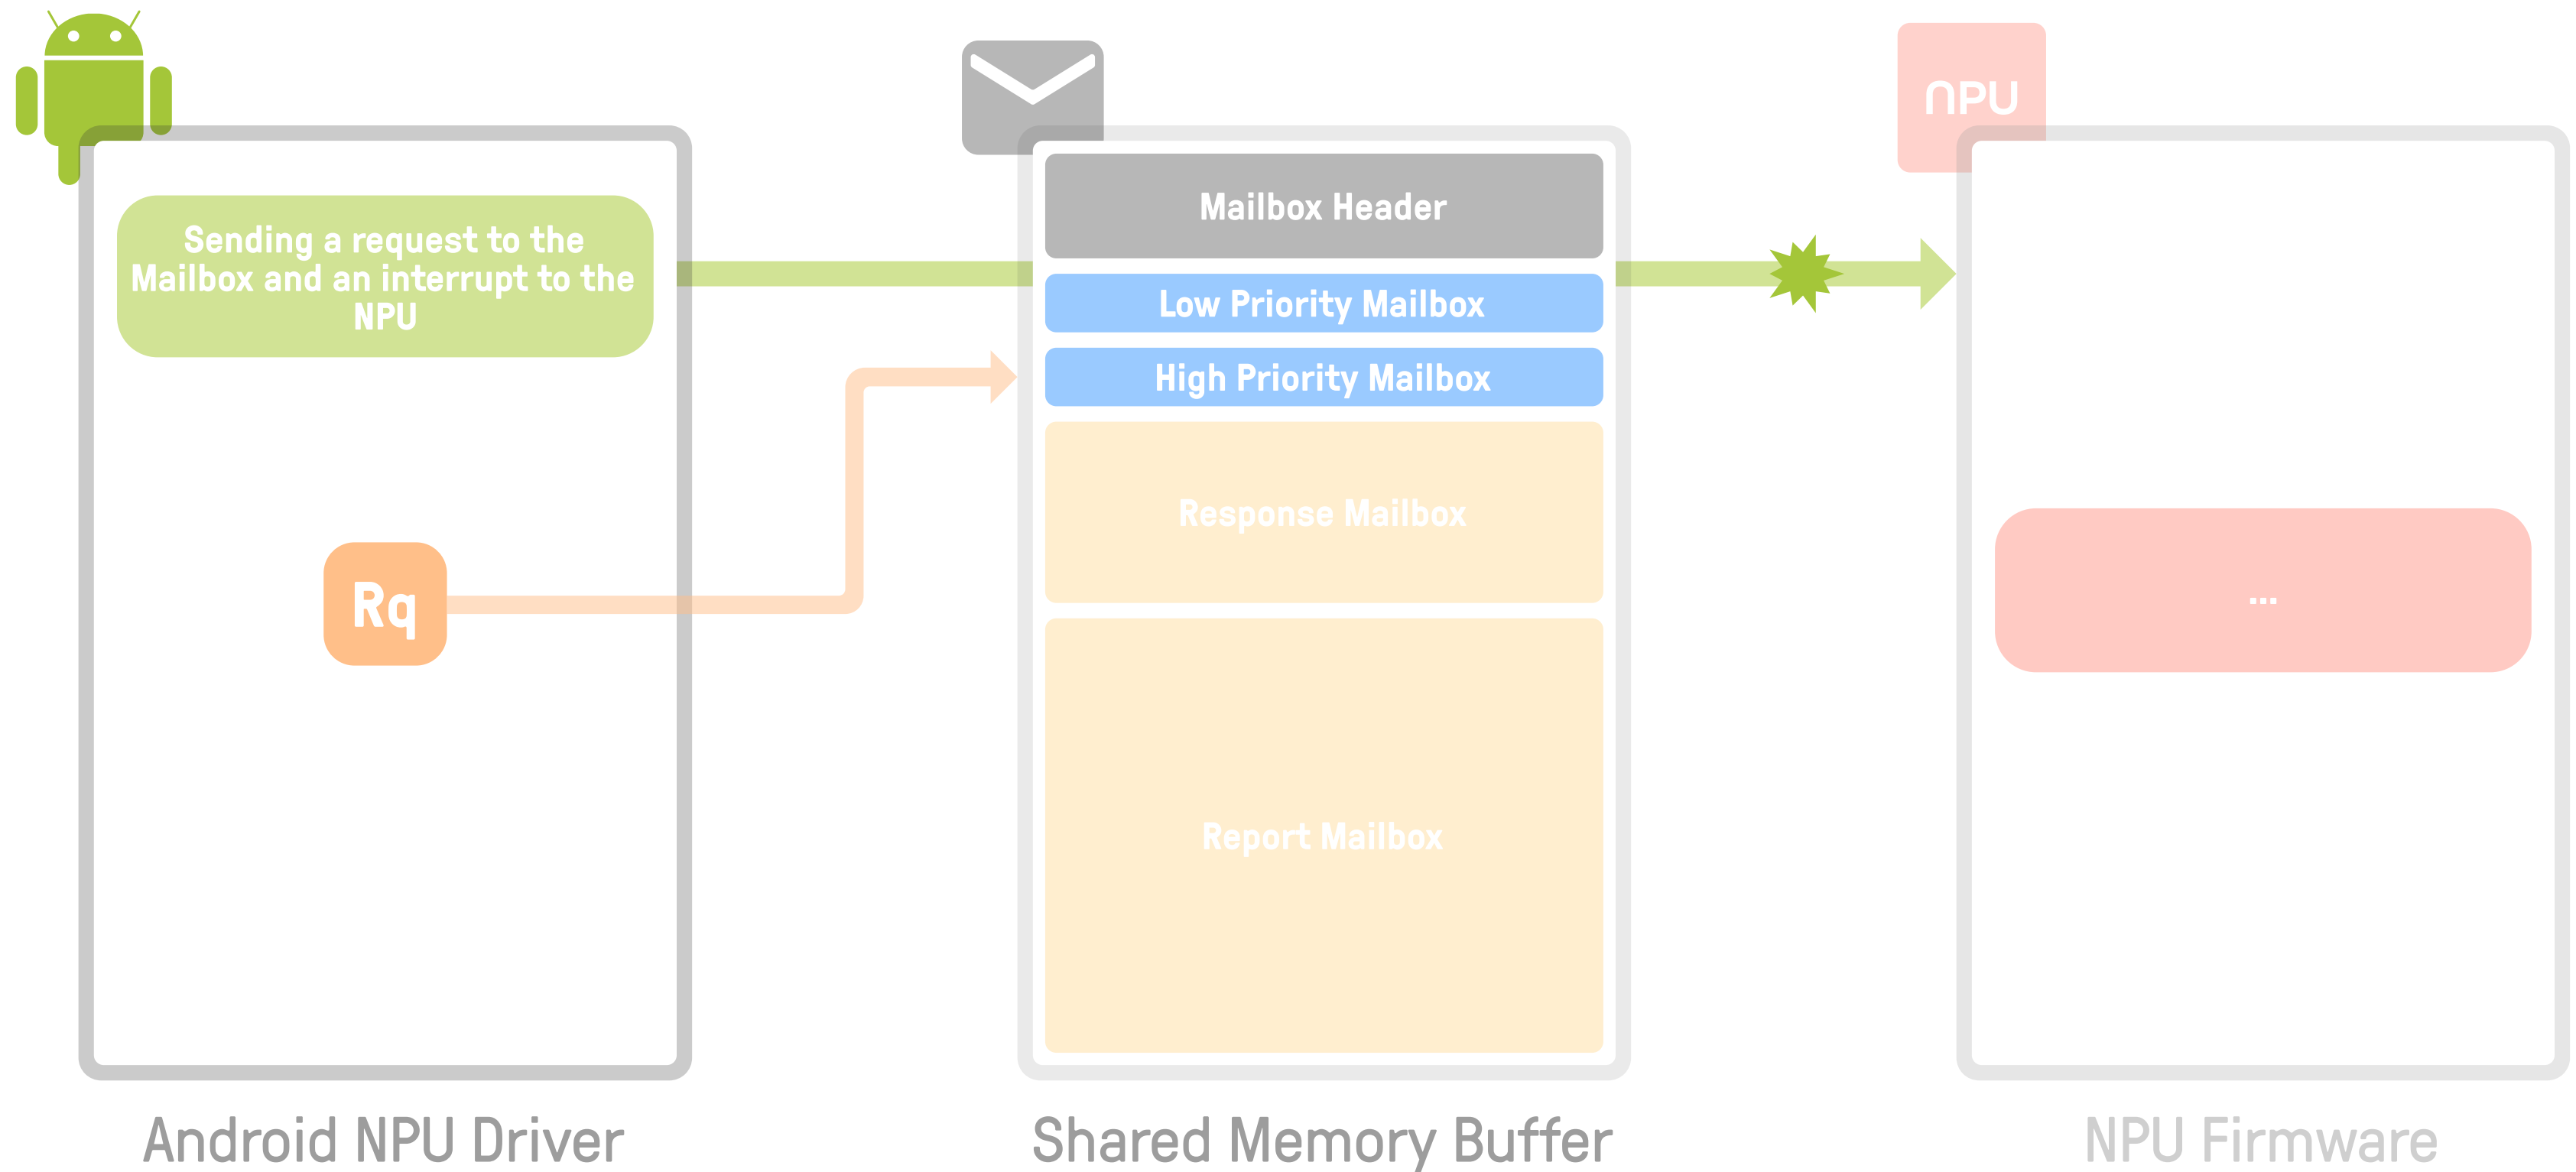 NPU
Sending a request to the
Mailbox and an interrupt to the
NPU
Rq
Mailbox Header
Low Priority Mailbox
High Priority Mailbox
Response Mailbox
Report Mailbox
...
Android NPU Driver
Shared Memory Buffer
NPU Firmware